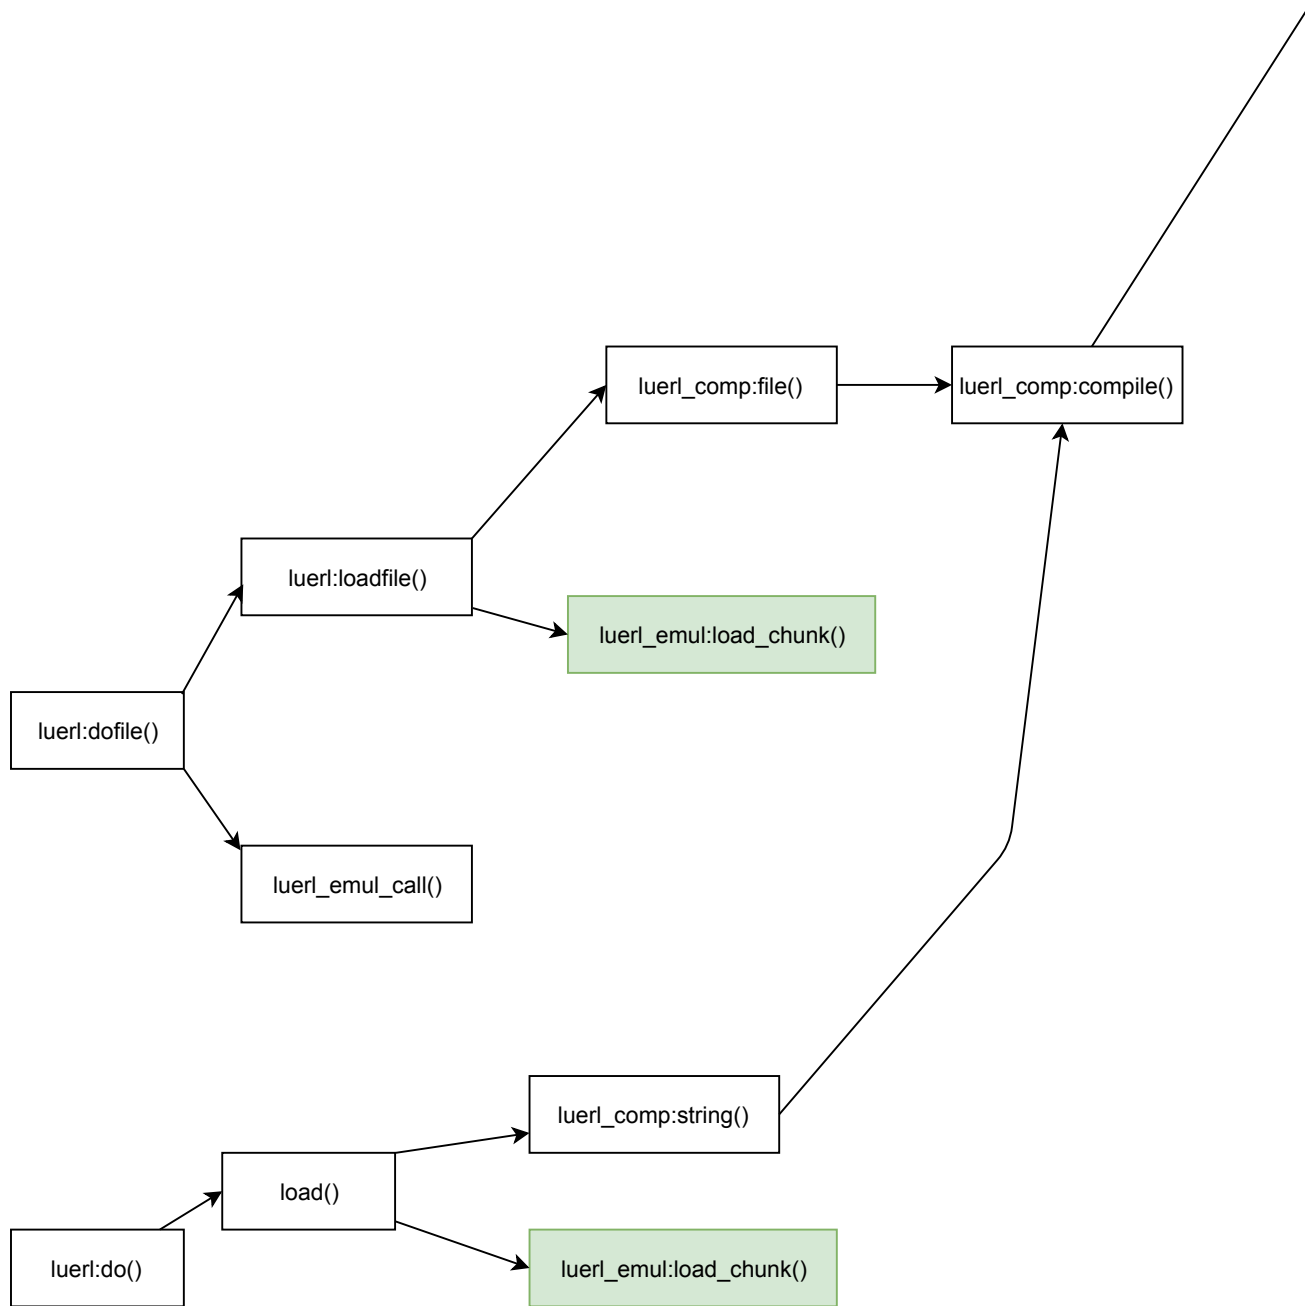 luerl_comp:file()
luerl_comp:compile()
luerl:loadfile()
luerl_emul:load_chunk()
luerl:dofile()
luerl_emul_call()
luerl_comp:string()
load()
luerl:do()
luerl_emul:load_chunk()